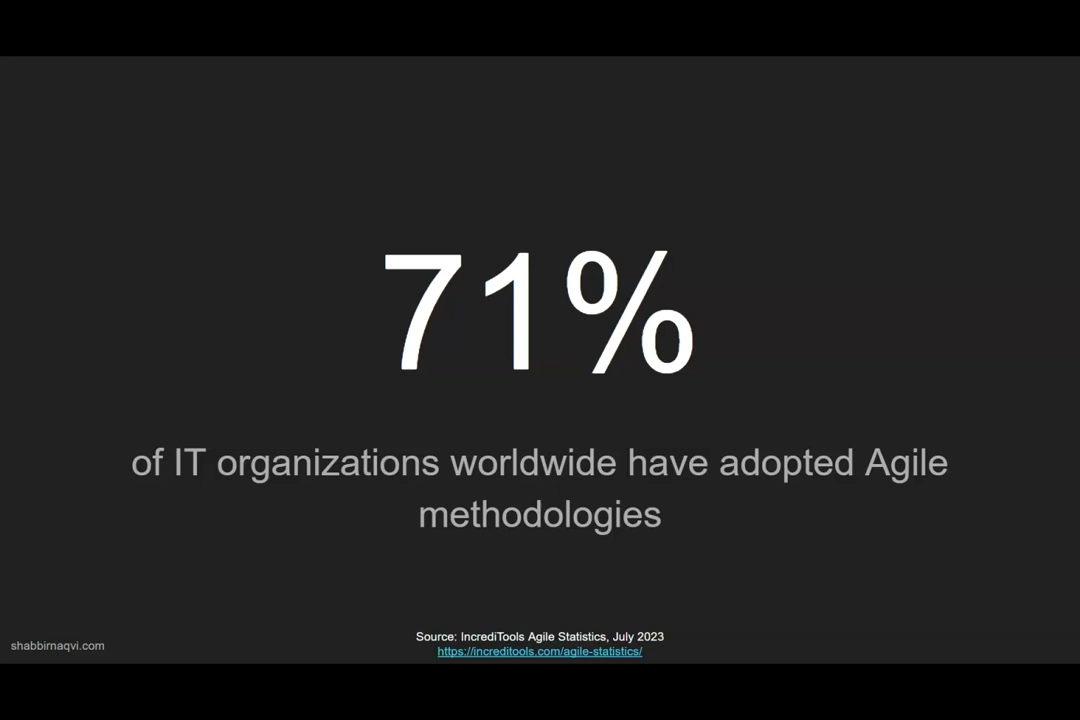 71%
of IT organizations worldwide have adopted Agile
methodologies
Source: IncrediTools Agile Statistics, July 2023
https://increditools.com/agile-statistics/
shabbirnaqvi.com